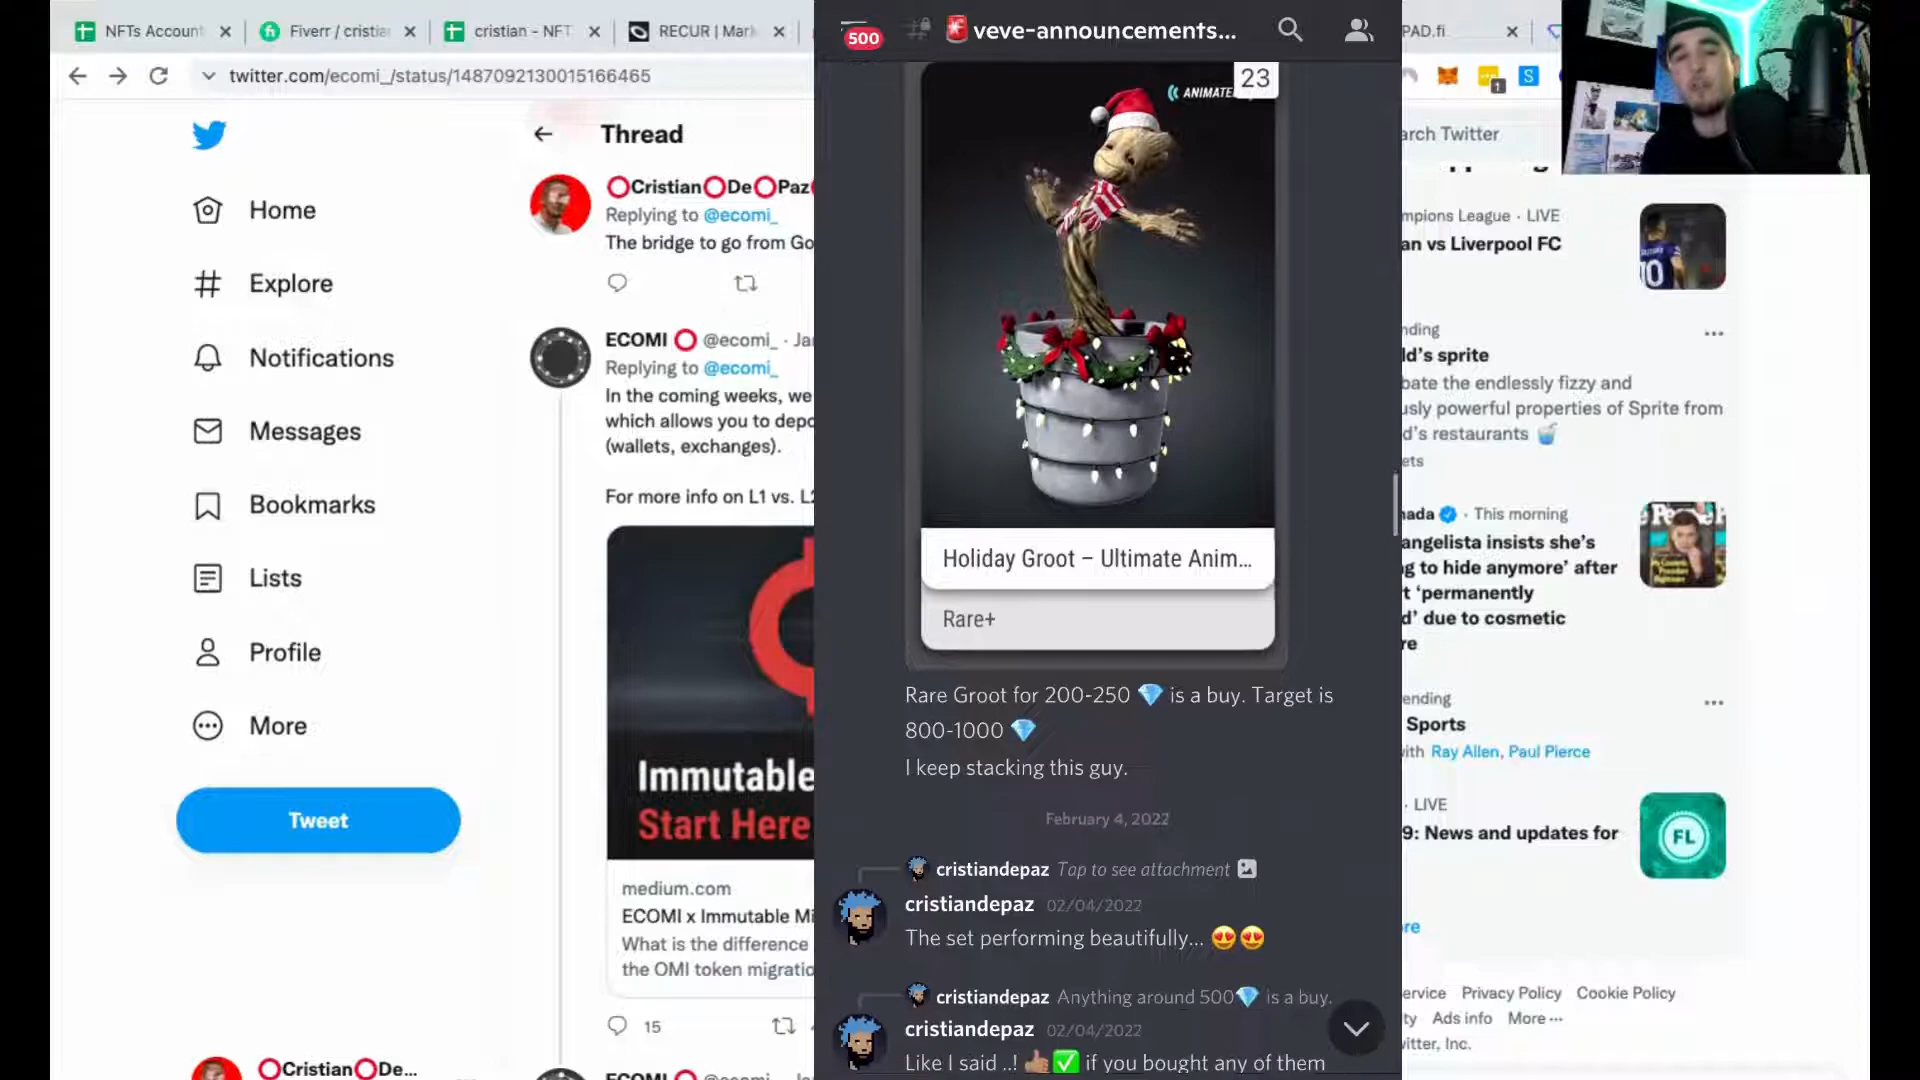 NFTs Account
Fiverr / cristia
cristian - NFT
RECUR | Mark
PAD.fi
twitter.com/ecomi_/status/1487092130015166465
1
S
Home
Explore
Notifications
Messages
Bookmarks
Lists
Profile
More
Tweet
Cristian De...
Thread
Cristian De Paz
Replying to @ecomi_
The bridge to go from Go
ECOMI @ecomi_ · Ja
Replying to @ecomi_
In the coming weeks, we
which allows you to depo
(wallets, exchanges).
For more info on L1 vs. L2
Immutable
Start Here
medium.com
ECOMI x Immutable Mi
What is the difference
the OMI token migratio
15
ECOMI
500
veve-announcements...
ANIMATE
23
Holiday Groot – Ultimate Anim...
Rare+
Rare Groot for 200-250 💎 is a buy. Target is
800-1000 💎
I keep stacking this guy.
February 4, 2022
cristiandepaz Tap to see attachment
cristiandepaz 02/04/2022
The set performing beautifully... 😍😍
cristiandepaz Anything around 500💎 is a buy.
cristiandepaz 02/04/2022
Like I said ..! 👍✅ if you bought any of them
arch Twitter
mpions League · LIVE
an vs Liverpool FC
10
nding
ld's sprite
bate the endlessly fizzy and
usly powerful properties of Sprite from
d's restaurants 🥤
ets
nada · This morning
angelista insists she's
g to hide anymore' after
t 'permanently
d' due to cosmetic
re
ending
Sports
with Ray Allen, Paul Pierce
· LIVE
9: News and updates for
FL
ore
ervice Privacy Policy Cookie Policy
ty Ads info More ···
witter, Inc.